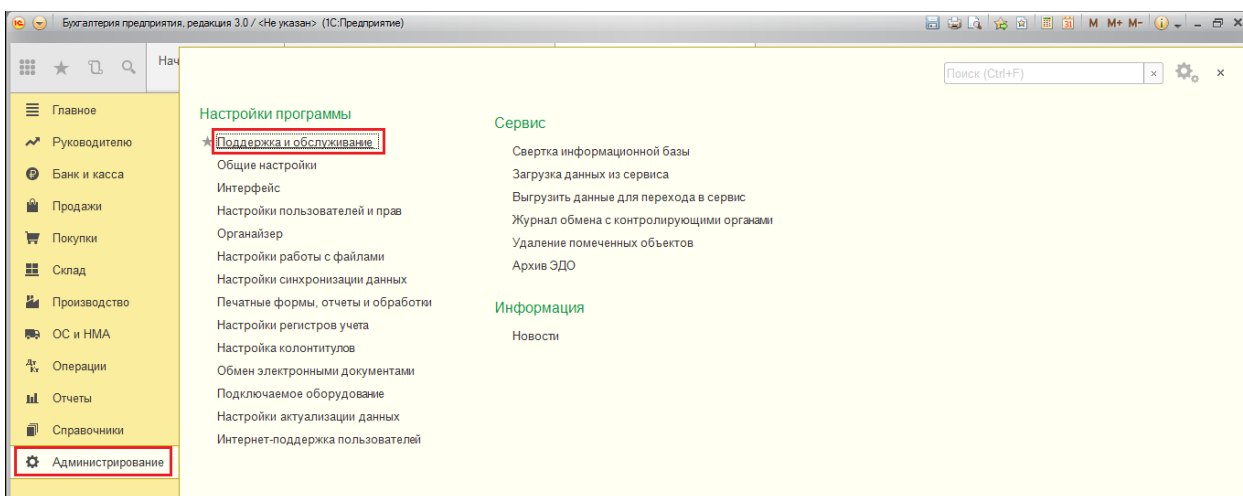 Бухгалтерия предприятия, редакция 3.0 / <Не указан> (1С:Предприятие)
M M+ M-
Нач
Поиск (Ctrl+F)
Главное
Руководителю
Банк и касса
Продажи
Покупки
Склад
Производство
ОС и НМА
Операции
Отчеты
Справочники
Администрирование
Настройки программы
Поддержка и обслуживание
Общие настройки
Интерфейс
Настройки пользователей и прав
Органайзер
Настройки работы с файлами
Настройки синхронизации данных
Печатные формы, отчеты и обработки
Настройки регистров учета
Настройка колонтитулов
Обмен электронными документами
Подключаемое оборудование
Настройки актуализации данных
Интернет-поддержка пользователей
Сервис
Свертка информационной базы
Загрузка данных из сервиса
Выгрузить данные для перехода в сервис
Журнал обмена с контролирующими органами
Удаление помеченных объектов
Архив ЭДО
Информация
Новости